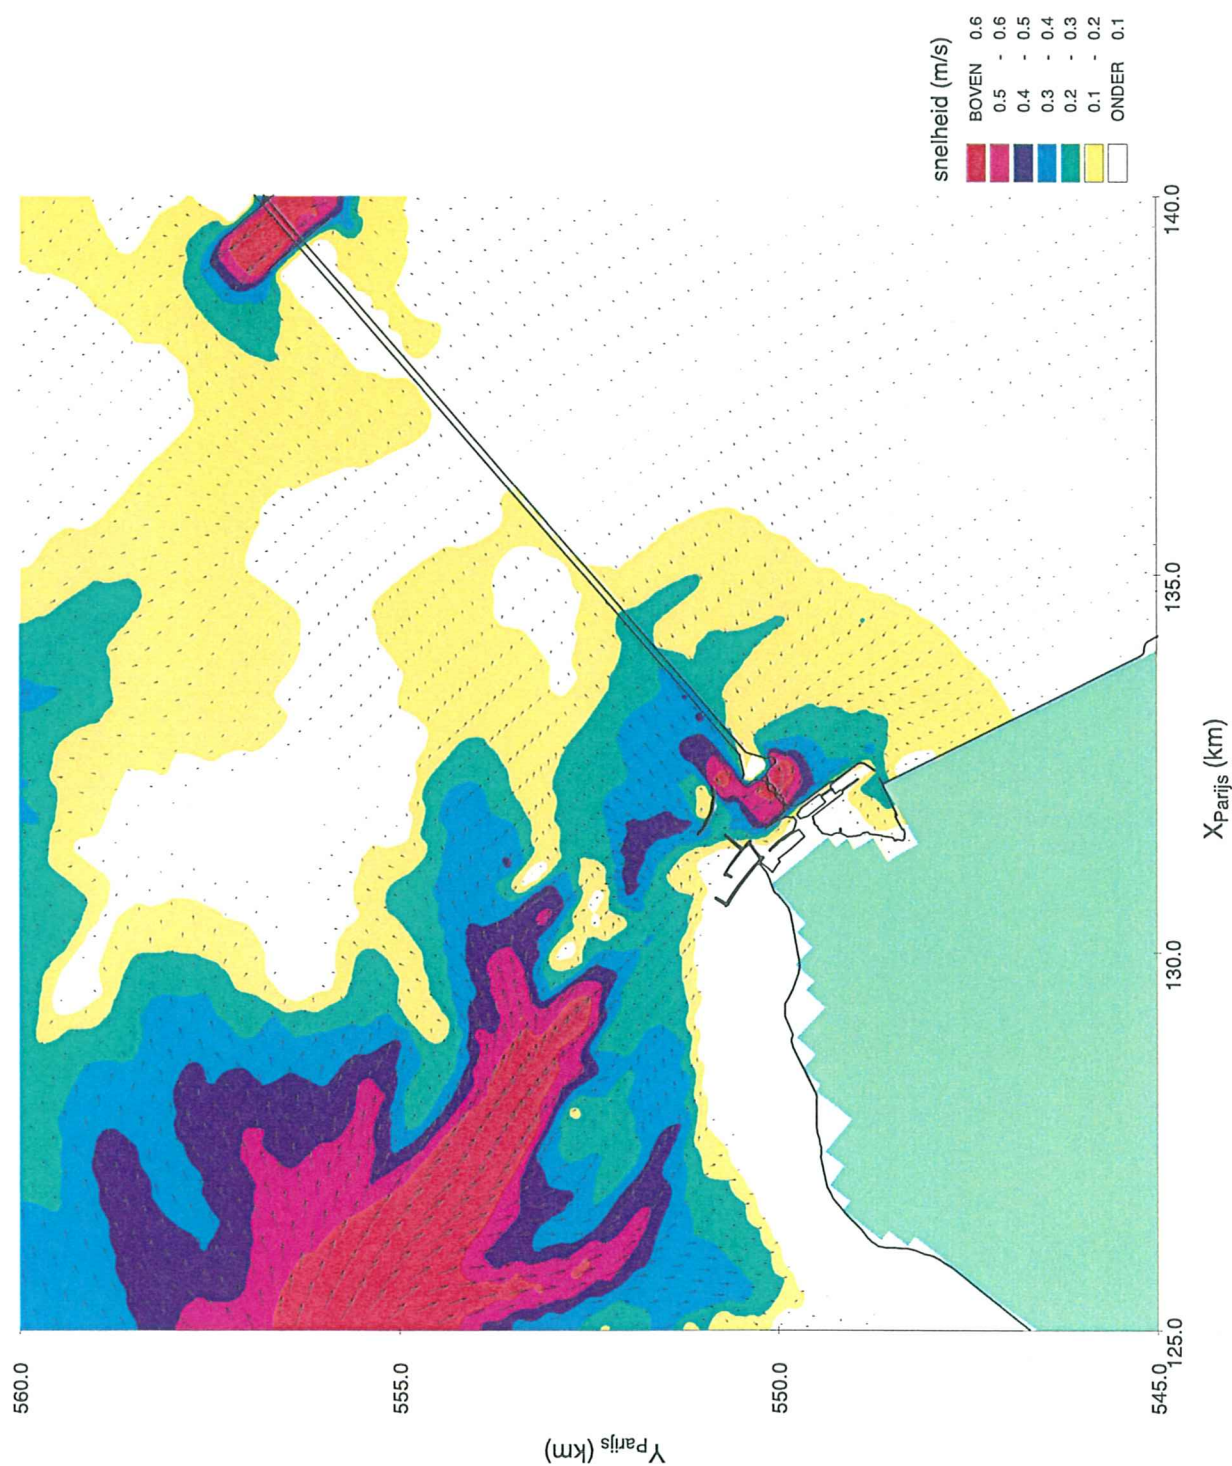 snelheid (m/s)
BOVEN 0.6
0.5 - 0.6
0.4 - 0.5
0.3 - 0.4
0.2 - 0.3
0.1 - 0.2
ONDER 0.1
560.0
555.0
550.0
545.0
YParijs (km)
125.0
130.0
135.0
140.0
XParijs (km)